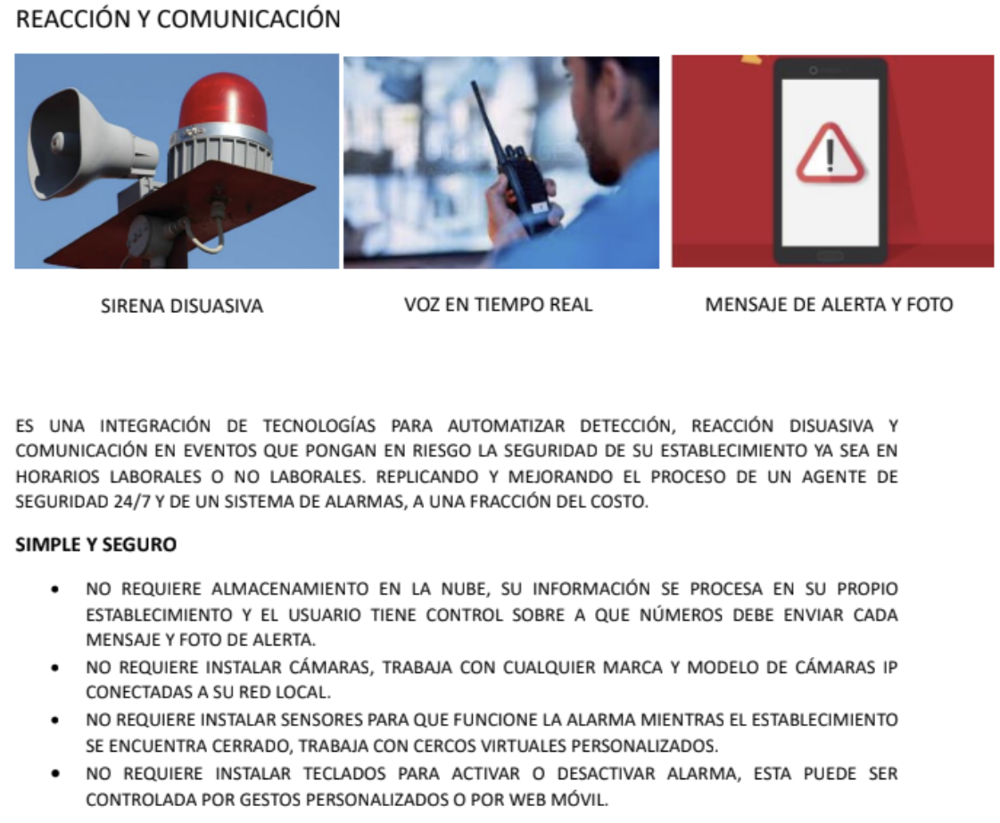 REACCIÓN Y COMUNICACIÓN
SIRENA DISUASIVA
VOZ EN TIEMPO REAL
MENSAJE DE ALERTA Y FOTO
ES UNA INTEGRACIÓN DE TECNOLOGÍAS PARA AUTOMATIZAR DETECCIÓN, REACCIÓN DISUASIVA Y
COMUNICACIÓN EN EVENTOS QUE PONGAN EN RIESGO LA SEGURIDAD DE SU ESTABLECIMIENTO YA SEA EN
HORARIOS LABORALES O NO LABORALES. REPLICANDO Y MEJORANDO EL PROCESO DE UN AGENTE DE
SEGURIDAD 24/7 Y DE UN SISTEMA DE ALARMAS, A UNA FRACCIÓN DEL COSTO.
SIMPLE Y SEGURO
• NO REQUIERE ALMACENAMIENTO EN LA NUBE, SU INFORMACIÓN SE PROCESA EN SU PROPIO
ESTABLECIMIENTO Y EL USUARIO TIENE CONTROL SOBRE A QUE NÚMEROS DEBE ENVIAR CADA
MENSAJE Y FOTO DE ALERTA.
• NO REQUIERE INSTALAR CÁMARAS, TRABAJA CON CUALQUIER MARCA Y MODELO DE CÁMARAS IP
CONECTADAS A SU RED LOCAL.
• NO REQUIERE INSTALAR SENSORES PARA QUE FUNCIONE LA ALARMA MIENTRAS EL ESTABLECIMIENTO
SE ENCUENTRA CERRADO, TRABAJA CON CERCOS VIRTUALES PERSONALIZADOS.
• NO REQUIERE INSTALAR TECLADOS PARA ACTIVAR O DESACTIVAR ALARMA, ESTA PUEDE SER
CONTROLADA POR GESTOS PERSONALIZADOS O POR WEB MÓVIL.